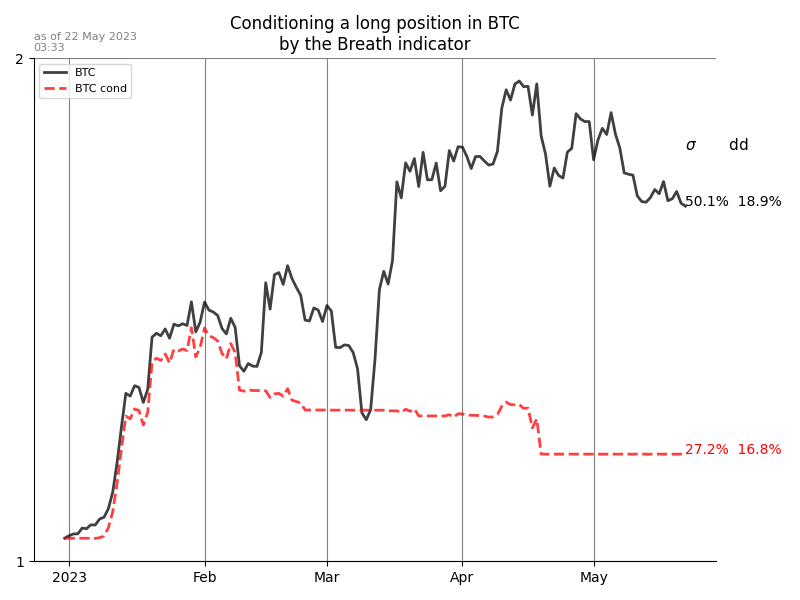 Conditioning a long position in BTC
by the Breath indicator
as of 22 May 2023
03:33
2
BTC
BTC cond
σ dd
50.1% 18.9%
27.2% 16.8%
1
2023 Feb Mar Apr May